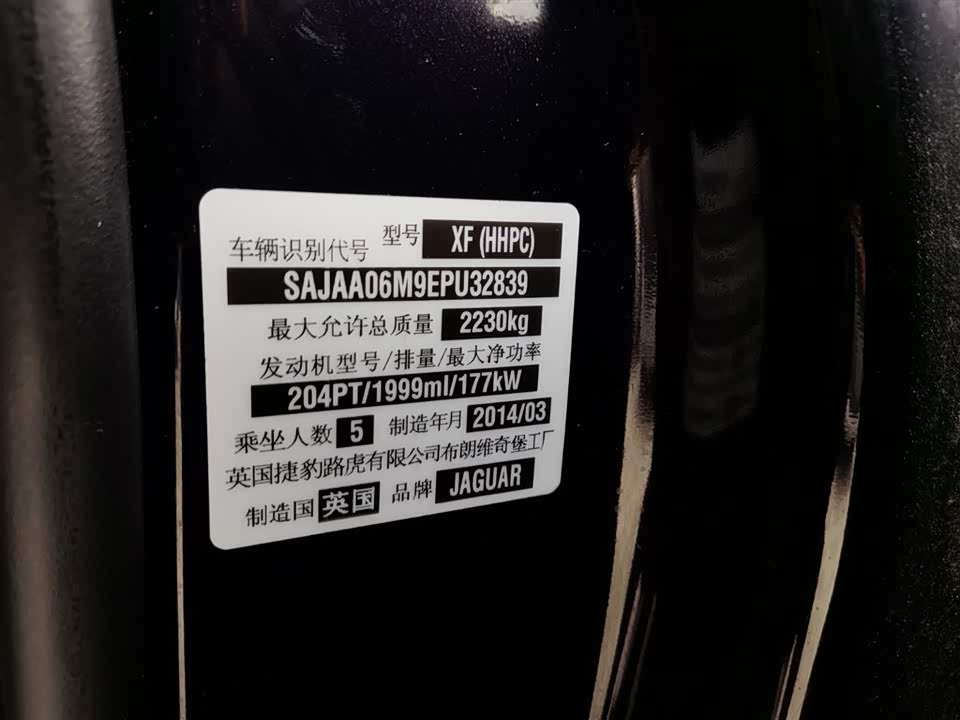 型号 XF (HHPC)
车辆识别代号
SAJAA06M9EPU32839
最大允许总质量 2230kg
发动机型号/排量/最大净功率
204PT/1999ml/177kW
乘坐人数 5 制造年月 2014/03
英国捷豹路虎有限公司布朗维奇堡工厂
制造国 英国 品牌 JAGUAR